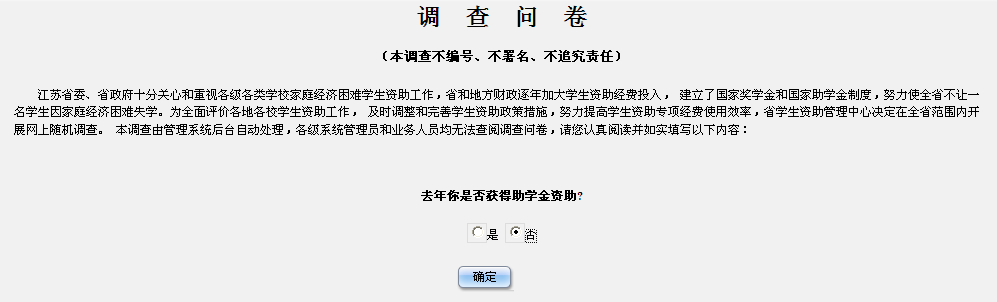 调 查 问 卷
（本调查不编号、不署名、不追究责任）
江苏省委、省政府十分关心和重视各级各类学校家庭经济困难学生资助工作，省和地方财政逐年加大学生资助经费投入， 建立了国家奖学金和国家助学金制度，努力使全省不让一
名学生因家庭经济困难失学。为全面评价各地各校学生资助工作， 及时调整和完善学生资助政策措施，努力提高学生资助专项经费使用效率，省学生资助管理中心决定在全省范围内开
展网上随机调查。 本调查由管理系统后台自动处理，各级系统管理员和业务人员均无法查阅调查问卷，请您认真阅读并如实填写以下内容：
去年你是否获得助学金资助?
是 否
确定